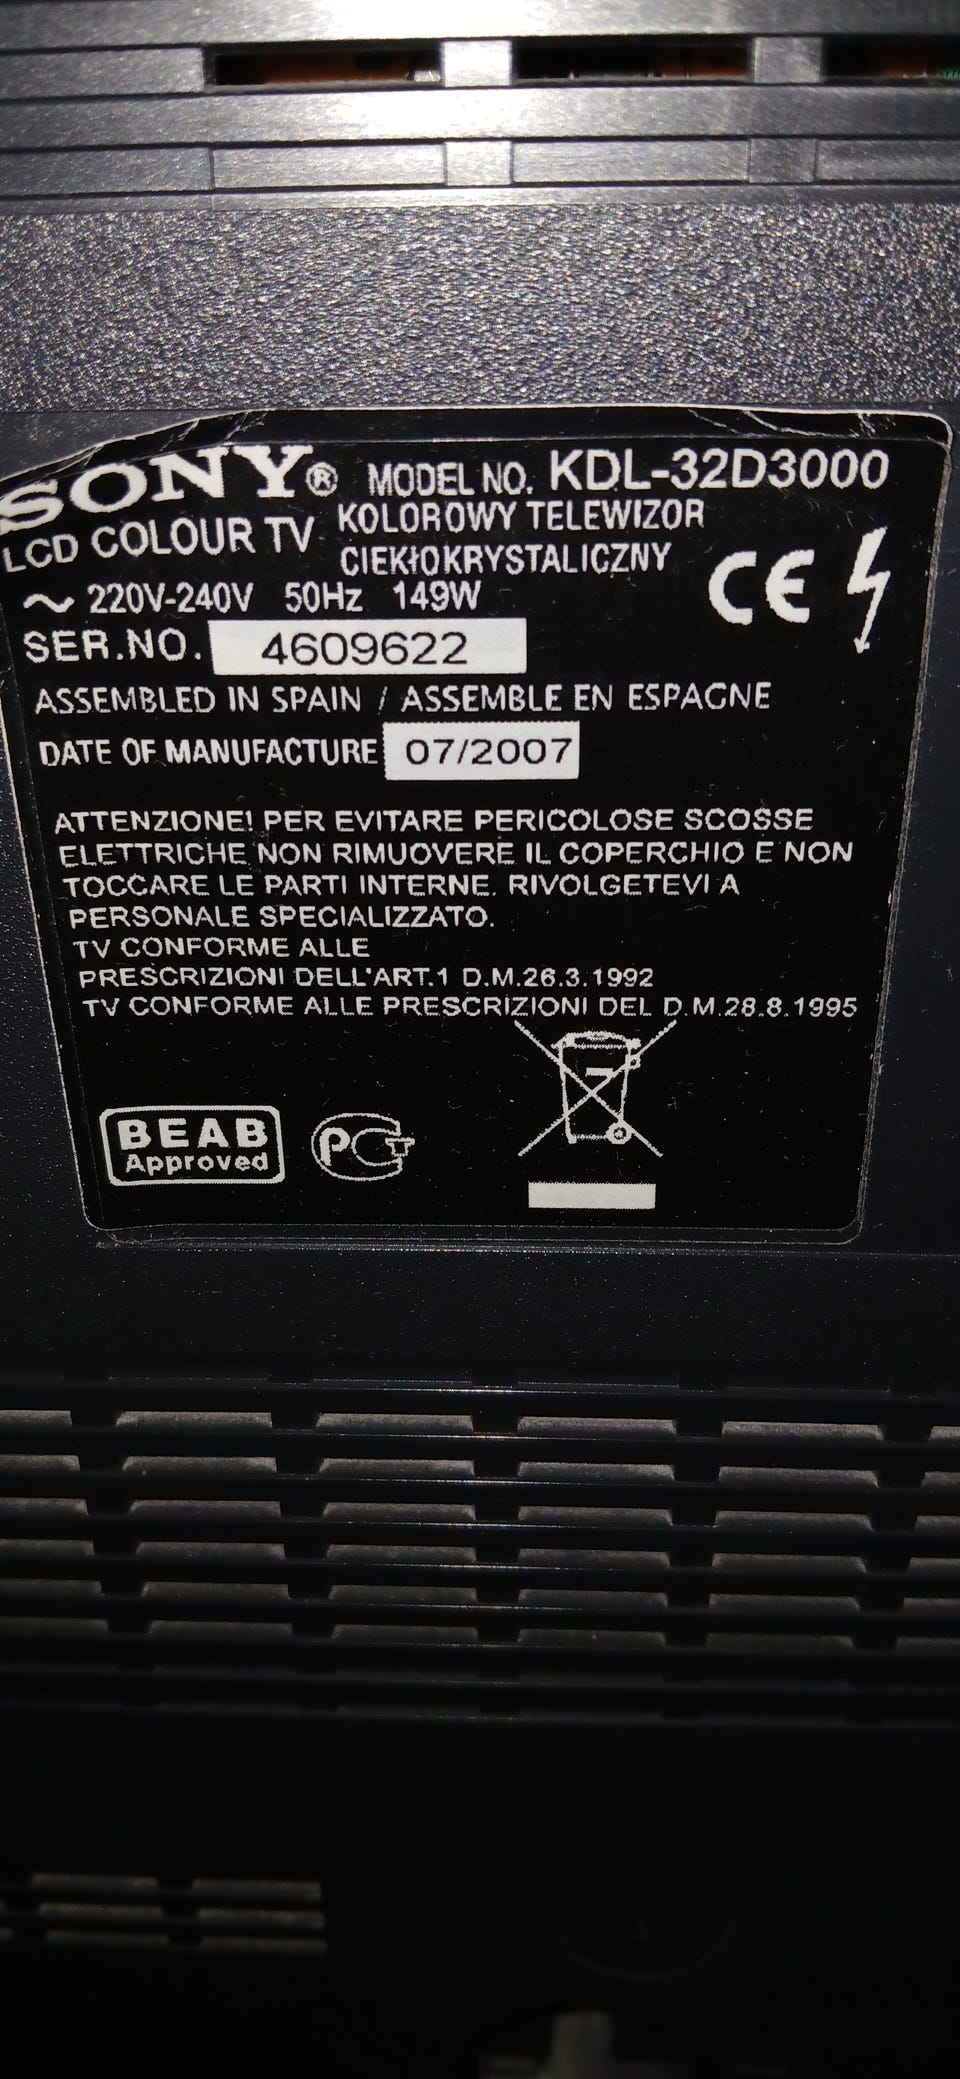 SONY® MODEL NO. KDL-32D3000
LCD COLOUR TV KOLOROWY TELEWIZOR
CIEKŁOKRYSTALICZNY
CE
~ 220V-240V 50Hz 149W
SER.NO. 4609622
ASSEMBLED IN SPAIN / ASSEMBLE EN ESPAGNE
DATE OF MANUFACTURE 07/2007
ATTENZIONE! PER EVITARE PERICOLOSE SCOSSE
ELETTRICHE NON RIMUOVERE IL COPERCHIO E NON
TOCCARE LE PARTI INTERNE. RIVOLGETEVI A
PERSONALE SPECIALIZZATO.
TV CONFORME ALLE
PRESCRIZIONI DELL'ART.1 D.M.26.3.1992
TV CONFORME ALLE PRESCRIZIONI DEL D.M.28.8.1995
BEAB
Approved
PCT